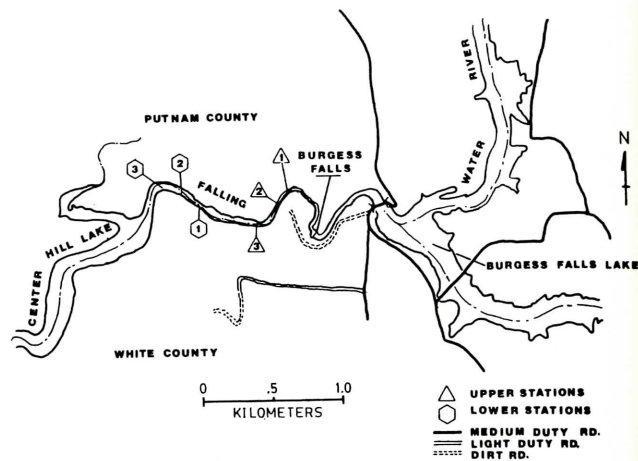 RIVER
WATER
PUTNAM COUNTY
N
BURGESS
FALLS
1
2
3
FALLING
2
3
1
CENTER HILL LAKE
BURGESS FALLS LAKE
WHITE COUNTY
0 .5 1.0
KILOMETERS
UPPER STATIONS
LOWER STATIONS
MEDIUM DUTY RD.
LIGHT DUTY RD.
DIRT RD.